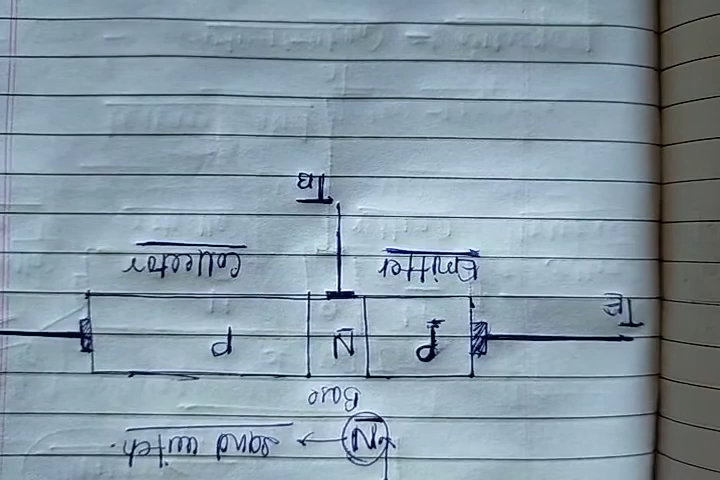 N → sand witch.
Base
P N P
IE
Emitter Collector
IB